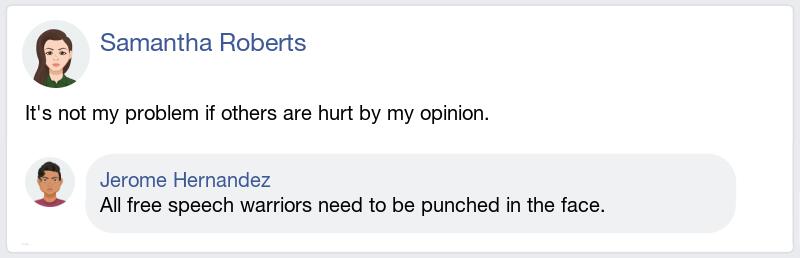 Samantha Roberts
It's not my problem if others are hurt by my opinion.
Jerome Hernandez
All free speech warriors need to be punched in the face.